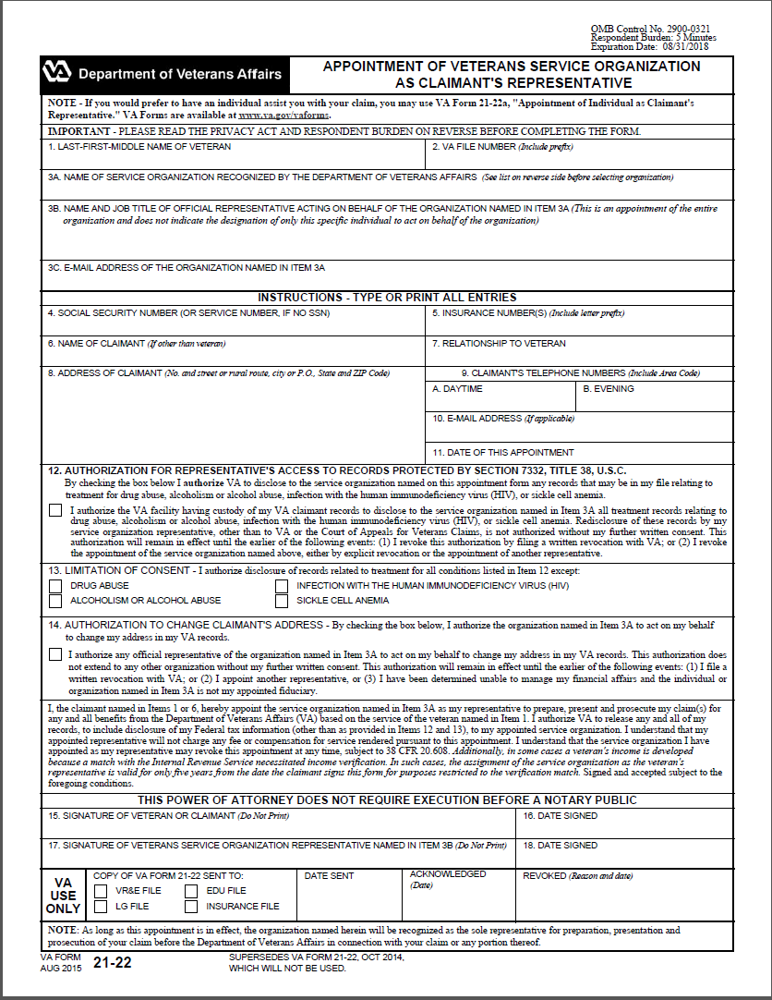 OMB Control No. 2900-0321
Respondent Burden: 5 Minutes
Expiration Date: 08/31/2018
VA Department of Veterans Affairs
APPOINTMENT OF VETERANS SERVICE ORGANIZATION
AS CLAIMANT'S REPRESENTATIVE
NOTE - If you would prefer to have an individual assist you with your claim, you may use VA Form 21-22a, "Appointment of Individual as Claimant's
Representative." VA Forms are available at www.va.gov/vaforms.
IMPORTANT - PLEASE READ THE PRIVACY ACT AND RESPONDENT BURDEN ON REVERSE BEFORE COMPLETING THE FORM.
1. LAST-FIRST-MIDDLE NAME OF VETERAN
2. VA FILE NUMBER (Include prefix)
3A. NAME OF SERVICE ORGANIZATION RECOGNIZED BY THE DEPARTMENT OF VETERANS AFFAIRS (See list on reverse side before selecting organization)
3B. NAME AND JOB TITLE OF OFFICIAL REPRESENTATIVE ACTING ON BEHALF OF THE ORGANIZATION NAMED IN ITEM 3A (This is an appointment of the entire
organization and does not indicate the designation of only this specific individual to act on behalf of the organization)
3C. E-MAIL ADDRESS OF THE ORGANIZATION NAMED IN ITEM 3A
INSTRUCTIONS - TYPE OR PRINT ALL ENTRIES
4. SOCIAL SECURITY NUMBER (OR SERVICE NUMBER, IF NO SSN)
5. INSURANCE NUMBER(S) (Include letter prefix)
6. NAME OF CLAIMANT (If other than veteran)
7. RELATIONSHIP TO VETERAN
8. ADDRESS OF CLAIMANT (No. and street or rural route, city or P.O., State and ZIP Code)
9. CLAIMANT'S TELEPHONE NUMBERS (Include Area Code)
A. DAYTIME
B. EVENING
10. E-MAIL ADDRESS (If applicable)
11. DATE OF THIS APPOINTMENT
12. AUTHORIZATION FOR REPRESENTATIVE'S ACCESS TO RECORDS PROTECTED BY SECTION 7332, TITLE 38, U.S.C.
By checking the box below I authorize VA to disclose to the service organization named on this appointment form any records that may be in my file relating to
treatment for drug abuse, alcoholism or alcohol abuse, infection with the human immunodeficiency virus (HIV), or sickle cell anemia.
I authorize the VA facility having custody of my VA claimant records to disclose to the service organization named in Item 3A all treatment records relating to
drug abuse, alcoholism or alcohol abuse, infection with the human immunodeficiency virus (HIV), or sickle cell anemia. Redisclosure of these records by my
service organization representative, other than to VA or the Court of Appeals for Veterans Claims, is not authorized without my further written consent. This
authorization will remain in effect until the earlier of the following events: (1) I revoke this authorization by filing a written revocation with VA; or (2) I revoke
the appointment of the service organization named above, either by explicit revocation or the appointment of another representative.
13. LIMITATION OF CONSENT - I authorize disclosure of records related to treatment for all conditions listed in Item 12 except:
DRUG ABUSE
INFECTION WITH THE HUMAN IMMUNODEFICIENCY VIRUS (HIV)
ALCOHOLISM OR ALCOHOL ABUSE
SICKLE CELL ANEMIA
14. AUTHORIZATION TO CHANGE CLAIMANT'S ADDRESS - By checking the box below, I authorize the organization named in Item 3A to act on my behalf
to change my address in my VA records.
I authorize any official representative of the organization named in Item 3A to act on my behalf to change my address in my VA records. This authorization does
not extend to any other organization without my further written consent. This authorization will remain in effect until the earlier of the following events: (1) I file a
written revocation with VA; or (2) I appoint another representative, or (3) I have been determined unable to manage my financial affairs and the individual or
organization named in Item 3A is not my appointed fiduciary.
I, the claimant named in Items 1 or 6, hereby appoint the service organization named in Item 3A as my representative to prepare, present and prosecute my claim(s) for
any and all benefits from the Department of Veterans Affairs (VA) based on the service of the veteran named in Item 1. I authorize VA to release any and all of my
records, to include disclosure of my Federal tax information (other than as provided in Items 12 and 13), to my appointed service organization. I understand that my
appointed representative will not charge any fee or compensation for service rendered pursuant to this appointment. I understand that the service organization I have
appointed as my representative may revoke this appointment at any time, subject to 38 CFR 20.608. Additionally, in some cases a veteran's income is developed
because a match with the Internal Revenue Service necessitated income verification. In such cases, the assignment of the service organization as the veteran's
representative is valid for only five years from the date the claimant signs this form for purposes restricted to the verification match. Signed and accepted subject to the
foregoing conditions.
THIS POWER OF ATTORNEY DOES NOT REQUIRE EXECUTION BEFORE A NOTARY PUBLIC
15. SIGNATURE OF VETERAN OR CLAIMANT (Do Not Print)
16. DATE SIGNED
17. SIGNATURE OF VETERANS SERVICE ORGANIZATION REPRESENTATIVE NAMED IN ITEM 3B (Do Not Print)
18. DATE SIGNED
VA
USE
ONLY
COPY OF VA FORM 21-22 SENT TO:
VR&E FILE
EDU FILE
LG FILE
INSURANCE FILE
DATE SENT
ACKNOWLEDGED
(Date)
REVOKED (Reason and date)
NOTE: As long as this appointment is in effect, the organization named herein will be recognized as the sole representative for preparation, presentation and
prosecution of your claim before the Department of Veterans Affairs in connection with your claim or any portion thereof.
VA FORM
AUG 2015
21-22
SUPERSEDES VA FORM 21-22, OCT 2014,
WHICH WILL NOT BE USED.